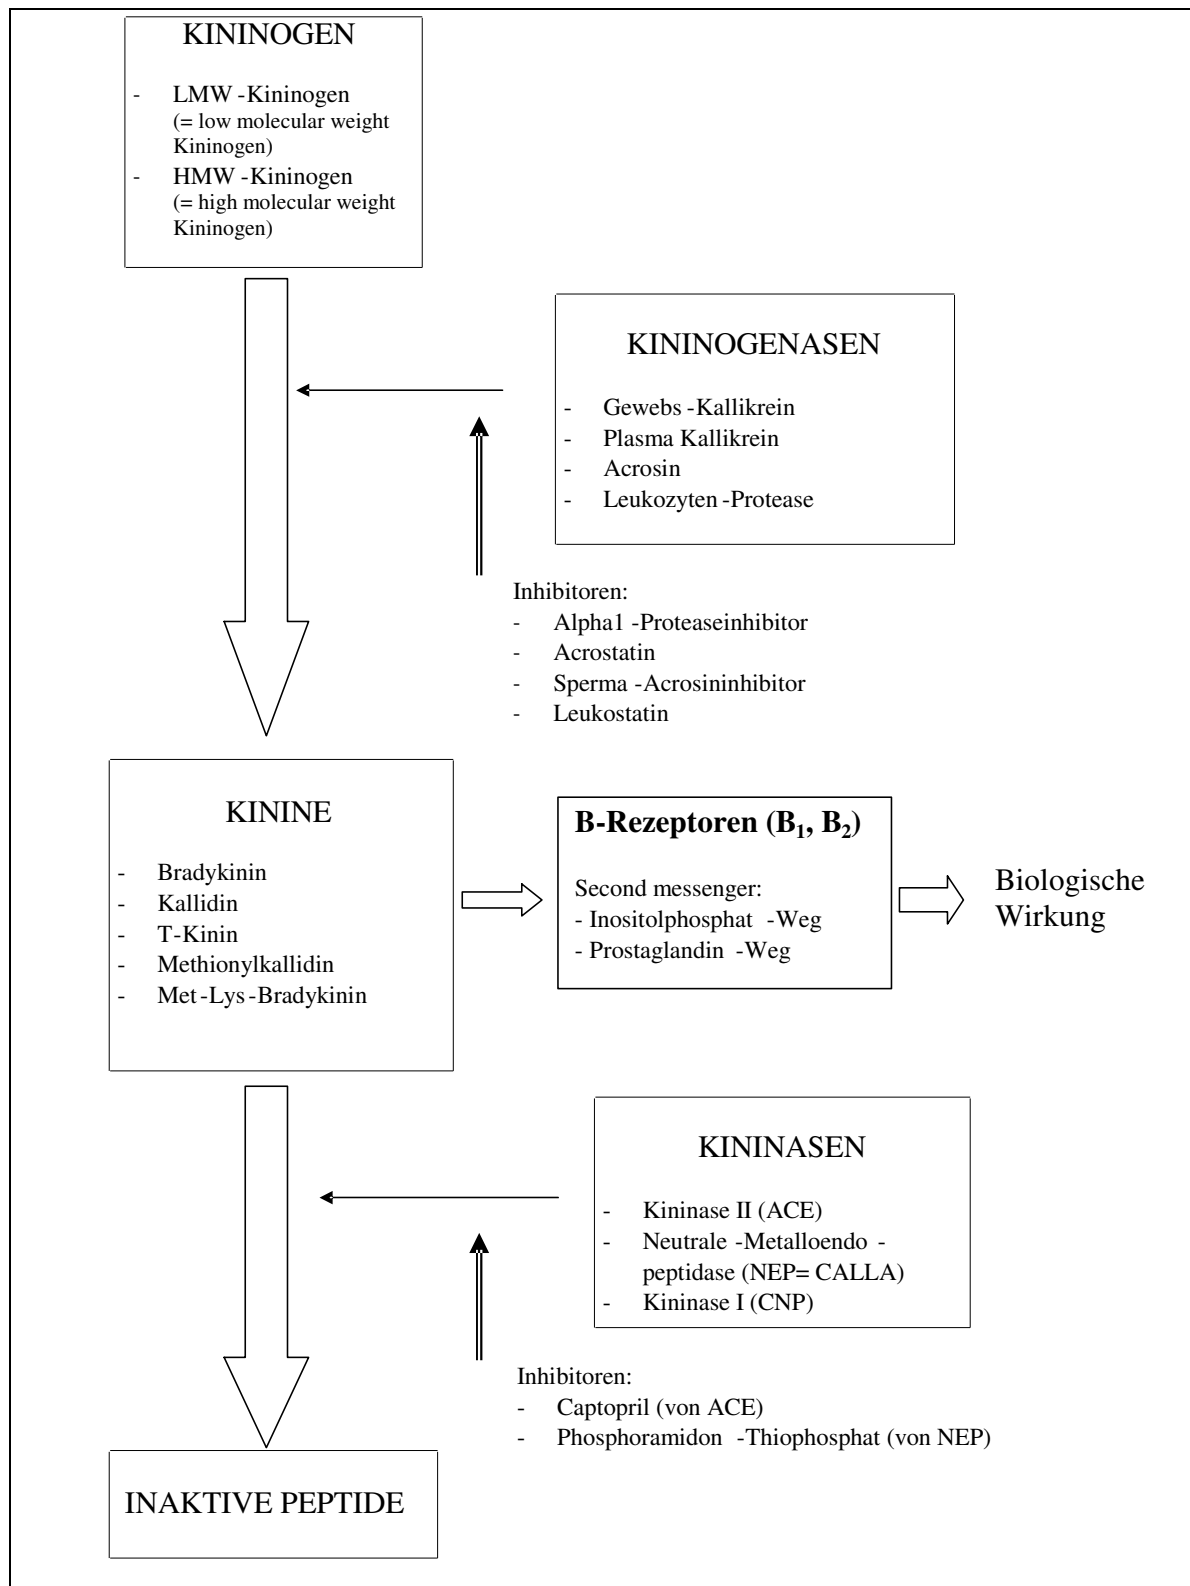 KININOGEN
- LMW-Kininogen
(= low molecular weight
Kininogen)
- HMW-Kininogen
(= high molecular weight
Kininogen)
KININOGENASEN
- Gewebs-Kallikrein
- Plasma Kallikrein
- Acrosin
- Leukozyten-Protease
Inhibitoren:
- Alpha1-Proteaseinhibitor
- Acrostatin
- Sperma-Acrosininhibitor
- Leukostatin
KININE
- Bradykinin
- Kallidin
- T-Kinin
- Methionylkallidin
- Met-Lys-Bradykinin
B-Rezeptoren (B₁, B₂)
Second messenger:
- Inositolphosphat -Weg
- Prostaglandin -Weg
Biologische
Wirkung
KININASEN
- Kininase II (ACE)
- Neutrale -Metalloendo -
peptidase (NEP= CALLA)
- Kininase I (CNP)
Inhibitoren:
- Captopril (von ACE)
- Phosphoramidon -Thiophosphat (von NEP)
INAKTIVE PEPTIDE